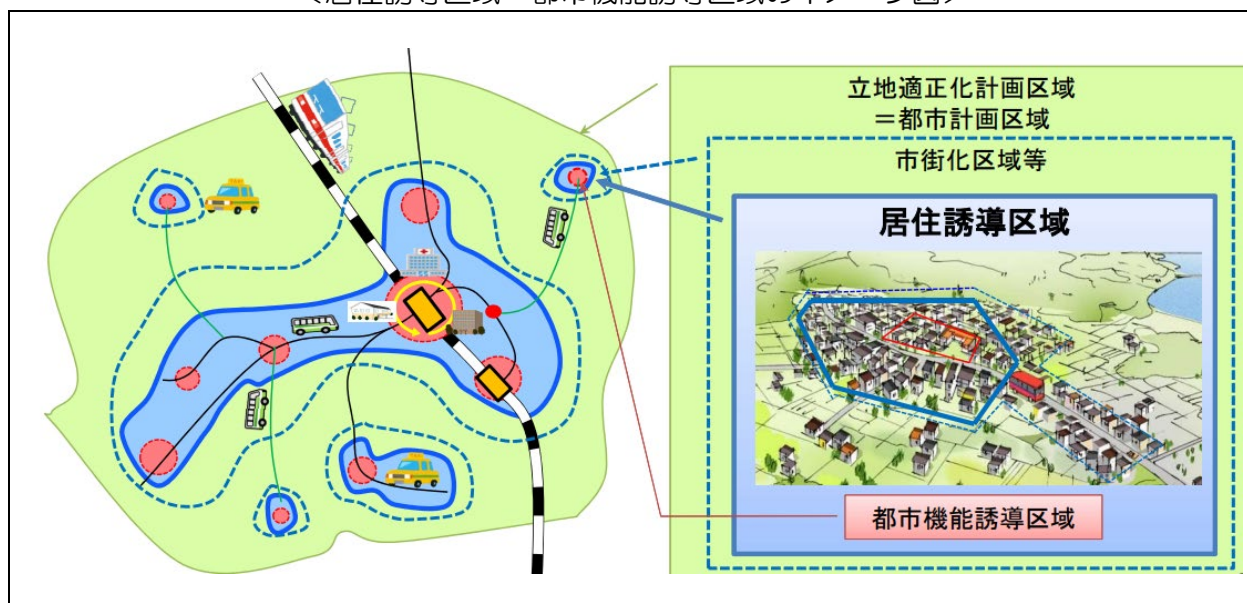 立地適正化計画区域
＝都市計画区域
市街化区域等
居住誘導区域
都市機能誘導区域